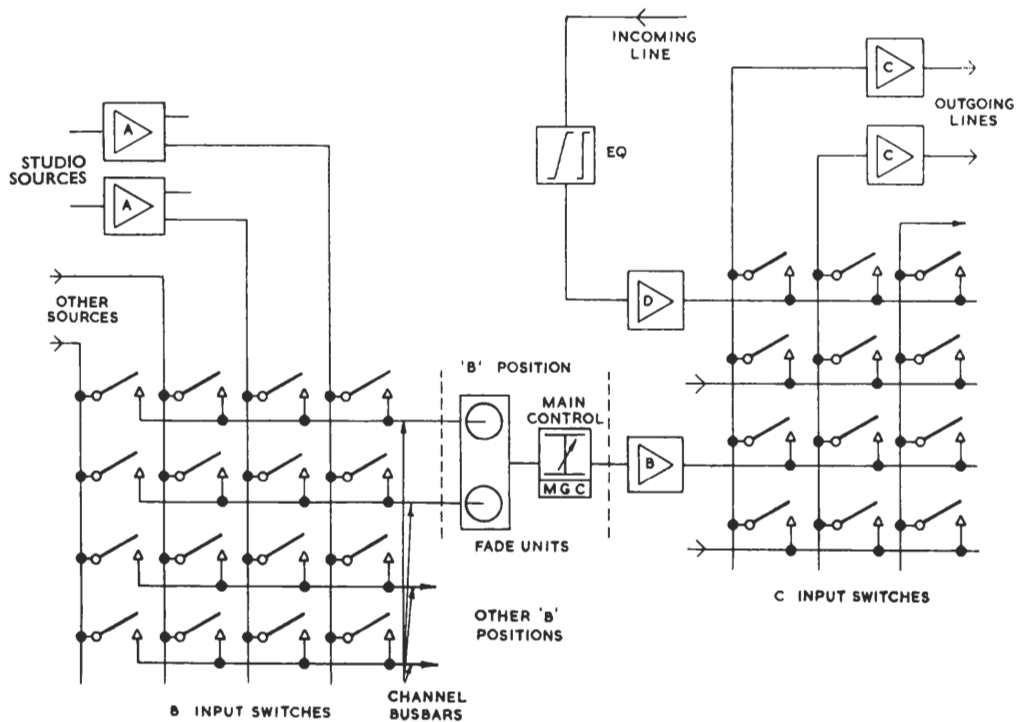 INCOMING
LINE
C
OUTGOING
LINES
C
A
STUDIO
SOURCES
A
EQ
OTHER
SOURCES
D
'B' POSITION
MAIN
CONTROL
B
MGC
FADE UNITS
C INPUT SWITCHES
OTHER 'B'
POSITIONS
CHANNEL
BUSBARS
B INPUT SWITCHES